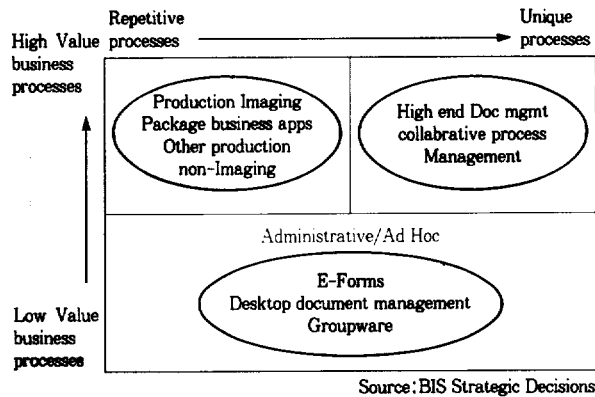 Repetitive
processes
Unique
processes
High Value
business
processes
Production Imaging
Package business apps
Other production
non-Imaging
High end Doc mgmt
collabrative process
Management
Administrative/Ad Hoc
E-Forms
Desktop document management
Groupware
Low Value
business
processes
Source:BIS Strategic Decisions